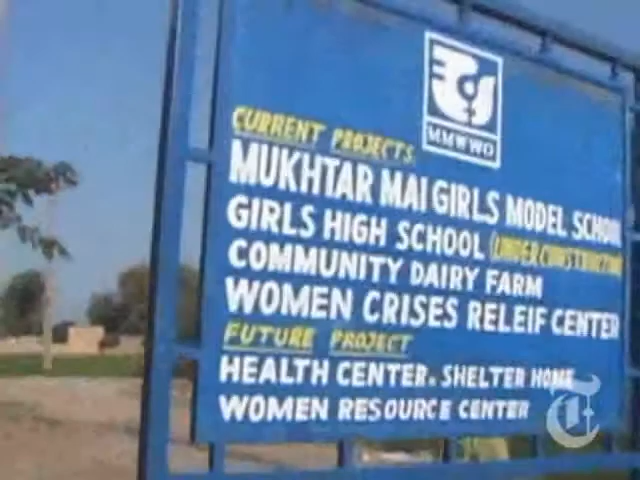 MMWWO
CURRENT PROJECTS.
MUKHTAR MAI GIRLS MODEL SCHOOL
GIRLS HIGH SCHOOL (UNDER CONSTRUCTION
COMMUNITY DAIRY FARM
WOMEN CRISES RELEIF CENTER
FUTURE PROJECT
HEALTH CENTER. SHELTER HOME
WOMEN RESOURCE CENTER
T